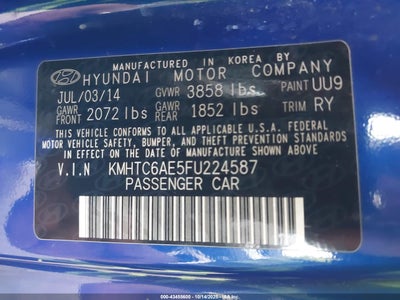 MANUFACTURED IN KOREA BY
HYUNDAI MOTOR COMPANY
JUL/03/14 GVWR 3858 lbs PAINT UU9
GAWR FRONT 2072 lbs GAWR REAR 1852 lbs TRIM RY
THIS VEHICLE CONFORMS TO ALL APPLICABLE U.S.A. FEDERAL
MOTOR VEHICLE SAFETY, BUMPER, AND THEFT PREVENTION
STANDARDS IN EFFECT ON THE DATE OF MANUFACTURE SHOWN ABOVE.
V.I.N KMHTC6AE5FU224587
PASSENGER CAR